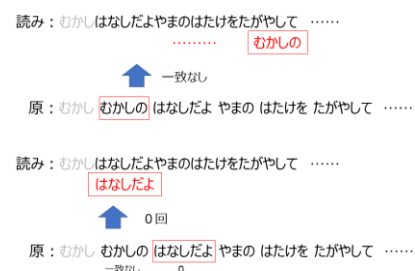 読み：むかしはなしだよやまのはたけをたがやして ……
……… むかしの
一致なし
原：むかし むかしの はなしだよ やまの はたけを たがやして ……
読み：むかしはなしだよやまのはたけをたがやして ……
はなしだよ
0回
原：むかし むかしの はなしだよ やまの はたけを たがやして ……
一致なし 0